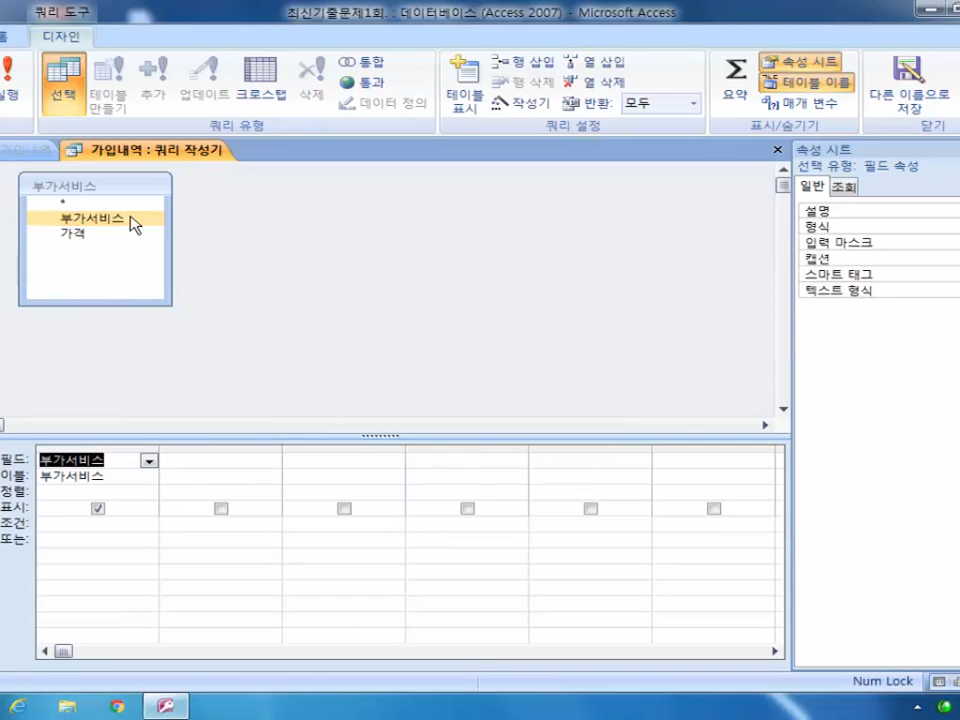 쿼리 도구
최신기출문제1회. : 데이터베이스 (Access 2007) - Microsoft Access
홈
디자인
실행
선택
테이블
만들기
추가
업데이트
크로스탭
삭제
통합
통과
데이터 정의
쿼리 유형
테이블
표시
행 삽입
행 삭제
작성기
열 삽입
열 삭제
반환: 모두
쿼리 설정
요약
속성 시트
테이블 이름
매개 변수
표시/숨기기
다른 이름으로
저장
닫기
가입내역
가입내역 : 쿼리 작성기
속성 시트
선택 유형: 필드 속성
일반 조회
설명
형식
입력 마스크
캡션
스마트 태그
텍스트 형식
부가서비스
*
부가서비스
가격
필드: 부가서비스
이블: 부가서비스
정렬:
표시:
조건:
또는:
Num Lock